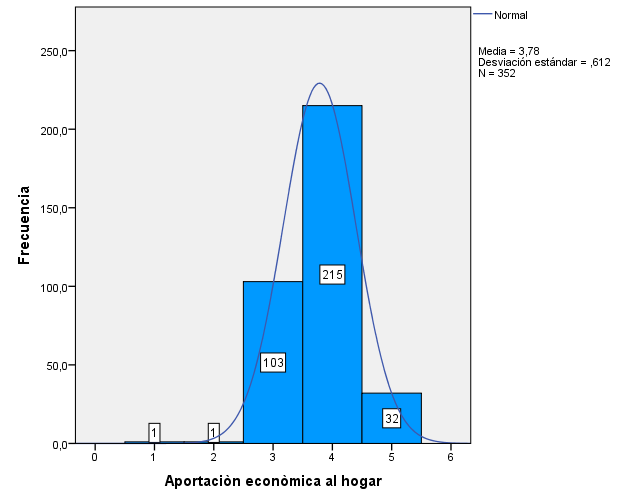 Normal
Media = 3,78
Desviación estándar = ,612
N = 352
250,0
200,0
150,0
100,0
50,0
0,0
Frecuencia
1
1
103
215
32
0 1 2 3 4 5 6
Aportaciòn econòmica al hogar